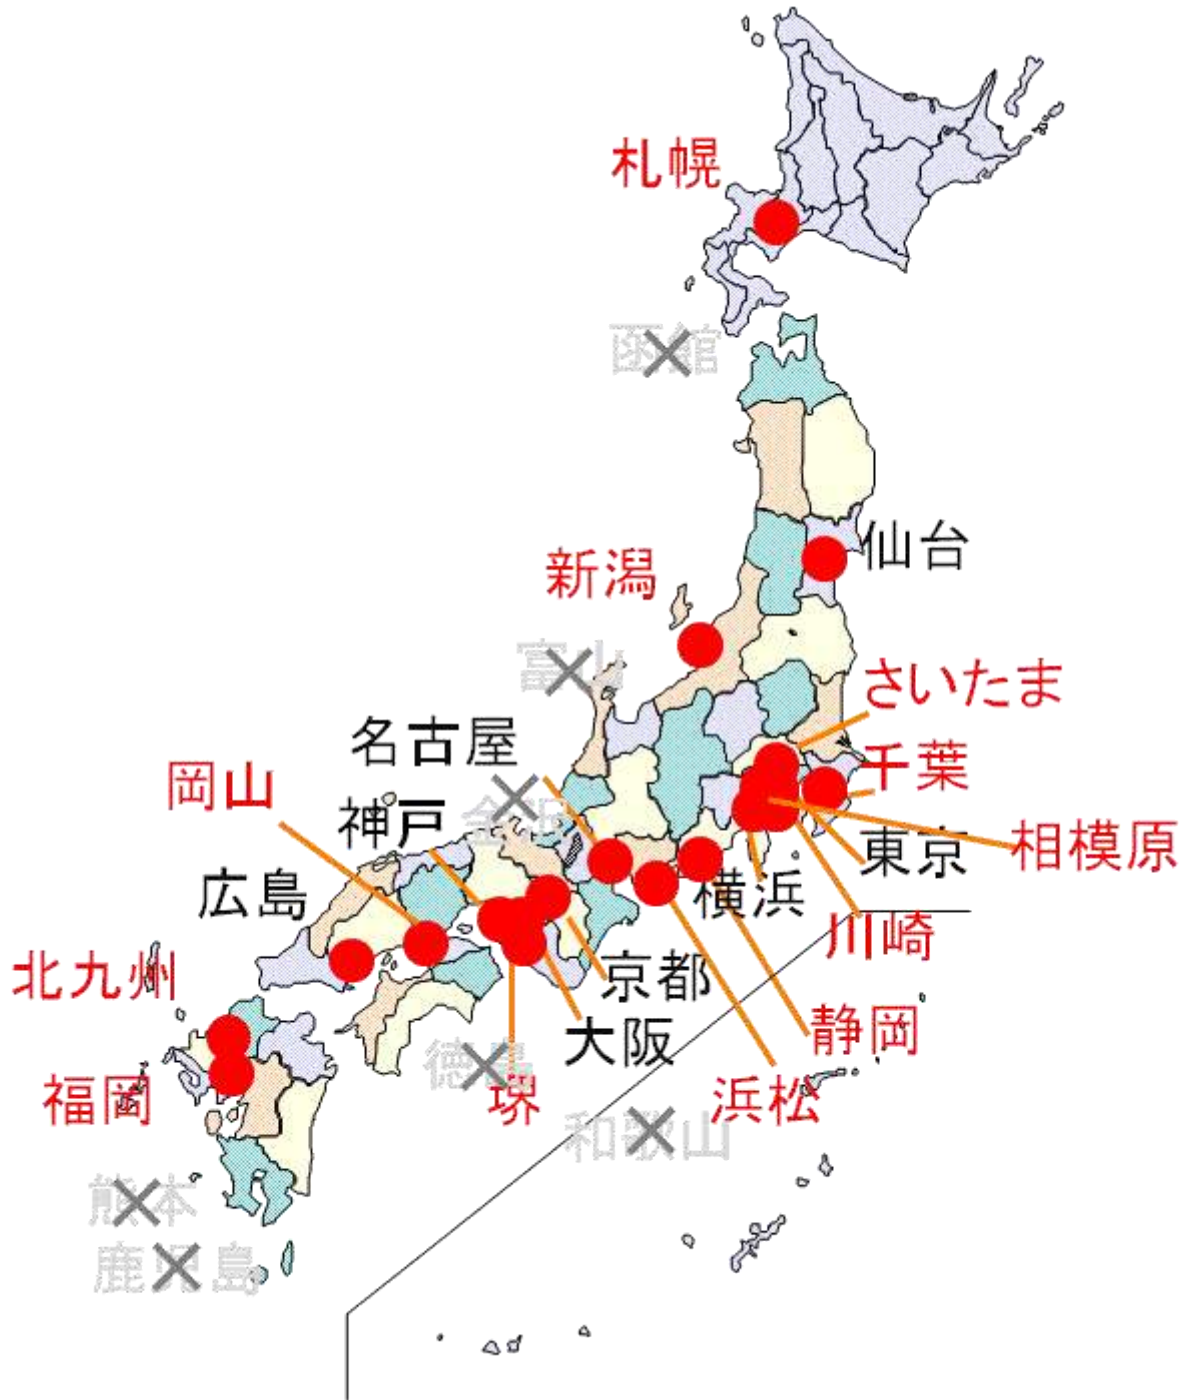 札幌
函館
仙台
新潟
富山
さいたま
名古屋
千葉
岡山
神戸
金沢
相模原
東京
広島
横浜
川崎
北九州
京都
静岡
大阪
徳島
福岡
堺
浜松
和歌山
熊本
鹿児島